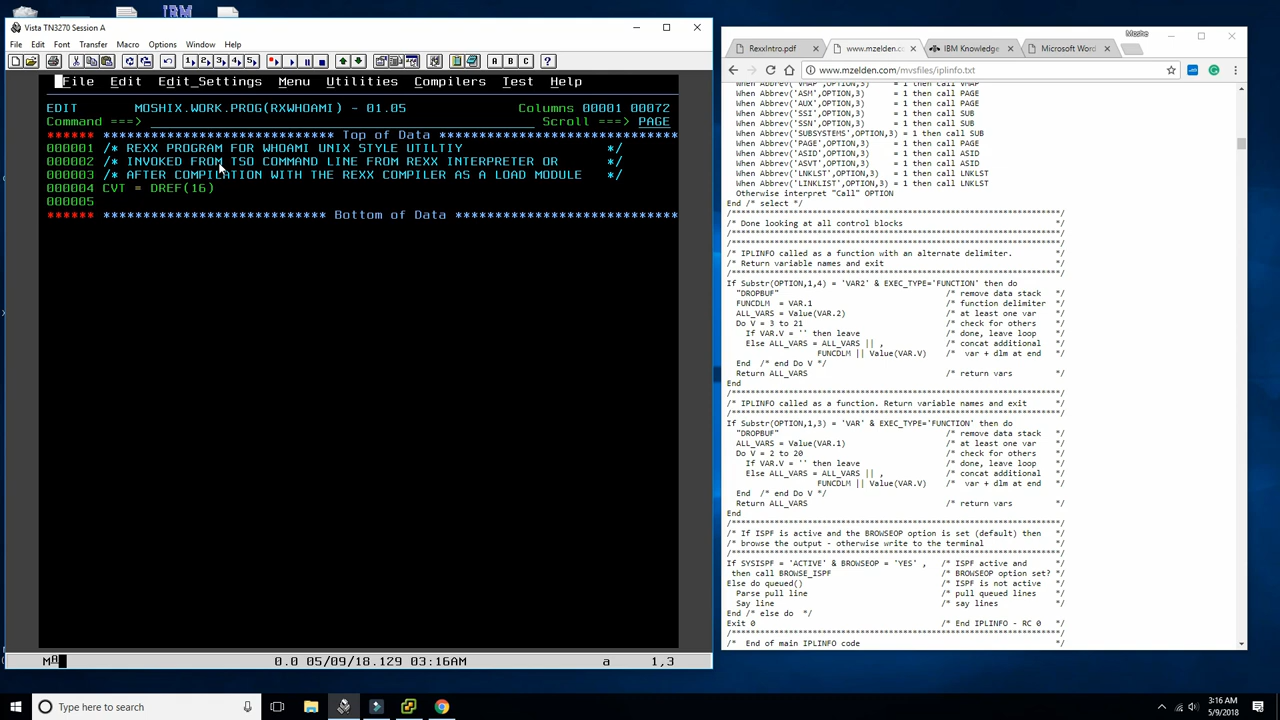 IBM
Vista TN3270 Session A
File Edit Font Transfer Macro Options Window Help
File Edit Edit_Settings Menu Utilities Compilers Test Help
EDIT MOSHIX.WORK.PROG(RXWHOAMI) - 01.05 Columns 00001 00072
Command ===> Scroll ===> PAGE
****** ***************************** Top of Data ******************************
000001 /* REXX PROGRAM FOR WHOAMI UNIX STYLE UTILTIY */
000002 /* INVOKED FROM TSO COMMAND LINE FROM REXX INTERPRETER OR */
000003 /* AFTER COMPILATION WITH THE REXX COMPILER AS A LOAD MODULE */
000004 CVT = DREF(16)
000005
****** **************************** Bottom of Data ****************************
0.0 05/09/18.129 03:16AM a 1,3
Moshe
RexxIntro.pdf www.mzelden.co IBM Knowledge Microsoft Word
www.mzelden.com/mvsfiles/iplinfo.txt
When Abbrev('ASM',OPTION,3) = 1 then call PAGE
When Abbrev('AUX',OPTION,3) = 1 then call PAGE
When Abbrev('SSI',OPTION,3) = 1 then call SUB
When Abbrev('SSN',OPTION,3) = 1 then call SUB
When Abbrev('SUBSYSTEMS',OPTION,3) = 1 then call SUB
When Abbrev('PAGE',OPTION,3) = 1 then call PAGE
When Abbrev('ASID',OPTION,3) = 1 then call ASID
When Abbrev('ASVT',OPTION,3) = 1 then call ASID
When Abbrev('LNKLST',OPTION,3) = 1 then call LNKLST
When Abbrev('LINKLIST',OPTION,3) = 1 then call LNKLST
Otherwise interpret "Call" OPTION
End /* select */
/*******************************************************************/
/* Done looking at all control blocks
/*******************************************************************/
/*******************************************************************/
/* IPLINFO called as a function with an alternate delimiter.
/* Return variable names and exit
/*******************************************************************/
If Substr(OPTION,1,4) = 'VAR2' & EXEC_TYPE='FUNCTION' then do
"DROPBUF" /* remove data stack */
FUNCDLM = VAR.1 /* function delimiter */
ALL_VARS = Value(VAR.2) /* at least one var */
Do V = 3 to 21 /* check for others */
If VAR.V = '' then leave /* done, leave loop */
Else ALL_VARS = ALL_VARS || , /* concat additional */
FUNCDLM || Value(VAR.V) /* var + dlm at end */
End /* end Do V */
Return ALL_VARS /* return vars */
End
/*******************************************************************/
/* IPLINFO called as a function. Return variable names and exit */
/*******************************************************************/
If Substr(OPTION,1,3) = 'VAR' & EXEC_TYPE='FUNCTION' then do
"DROPBUF" /* remove data stack */
ALL_VARS = Value(VAR.1) /* at least one var */
Do V = 2 to 20 /* check for others */
If VAR.V = '' then leave /* done, leave loop */
Else ALL_VARS = ALL_VARS || , /* concat additional */
FUNCDLM || Value(VAR.V) /* var + dlm at end */
End /* end Do V */
Return ALL_VARS /* return vars */
End
/*******************************************************************/
/* If ISPF is active and the BROWSEOP option is set (default) then */
/* browse the output - otherwise write to the terminal */
/*******************************************************************/
If SYSISPF = 'ACTIVE' & BROWSEOP = 'YES' , /* ISPF active and */
then call BROWSE_ISPF /* BROWSEOP option set? */
Else do queued() /* ISPF is not active */
Parse pull line /* pull queued lines */
Say line /* say lines */
End /* else do */
Exit 0 /* End IPLINFO - RC 0 */
/*******************************************************************/
/* End of main IPLINFO code */
Type here to search
3:16 AM
5/9/2018